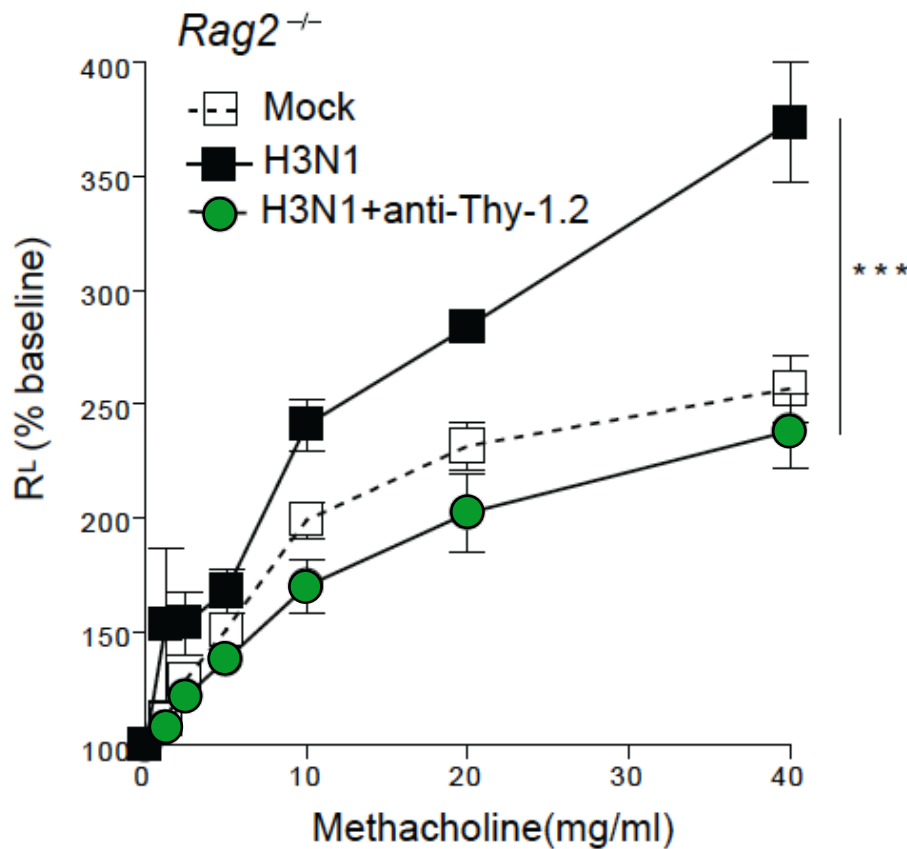 Rag2 −/−
Mock
H3N1
H3N1+anti-Thy-1.2
400
350
300
250
200
150
100
RL (% baseline)
* * *
0
10
20
30
40
Methacholine(mg/ml)